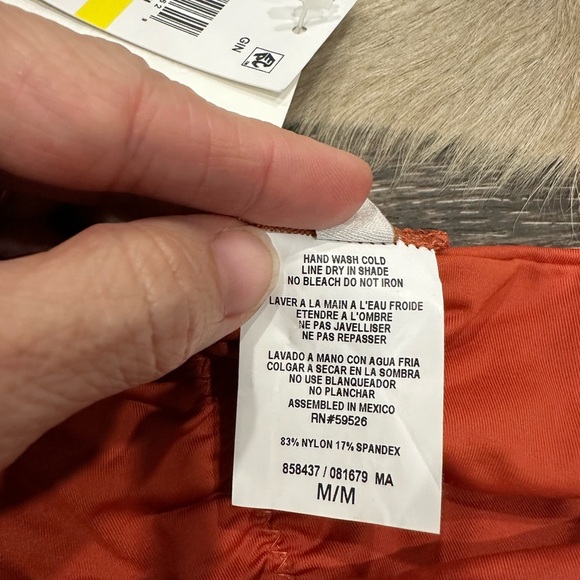 GIN
HAND WASH COLD
LINE DRY IN SHADE
NO BLEACH DO NOT IRON
LAVER A LA MAIN A L'EAU FROIDE
ETENDRE A L'OMBRE
NE PAS JAVELLISER
NE PAS REPASSER
LAVADO A MANO CON AGUA FRIA
COLGAR A SECAR EN LA SOMBRA
NO USE BLANQUEADOR
NO PLANCHAR
ASSEMBLED IN MEXICO
RN#59526
83% NYLON 17% SPANDEX
858437 / 081679 MA
M/M